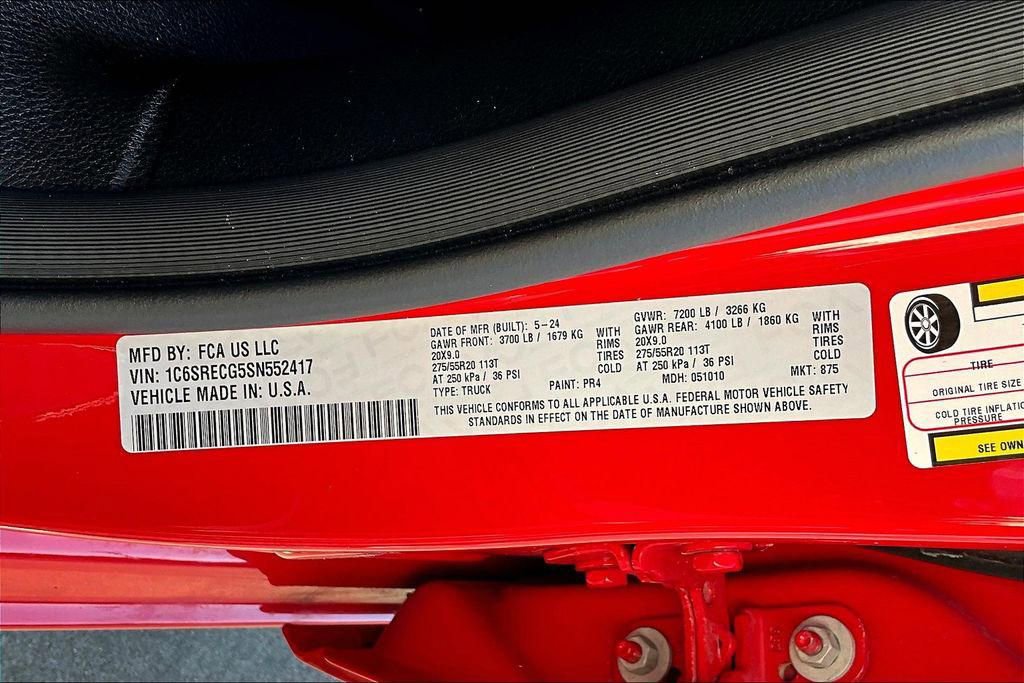 MFD BY: FCA US LLC
VIN: 1C6SRECG5SN552417
VEHICLE MADE IN: U.S.A.
DATE OF MFR (BUILT): 5-24
GAWR FRONT: 3700 LB / 1679 KG WITH
20X9.0 RIMS
275/55R20 113T TIRES
AT 250 kPa / 36 PSI COLD
TYPE: TRUCK
PAINT: PR4
GVWR: 7200 LB / 3266 KG
GAWR REAR: 4100 LB / 1860 KG WITH
20X9.0 RIMS
275/55R20 113T TIRES
AT 250 kPa / 36 PSI COLD
MDH: 051010 MKT: 875
THIS VEHICLE CONFORMS TO ALL APPLICABLE U.S.A. FEDERAL MOTOR VEHICLE SAFETY
STANDARDS IN EFFECT ON THE DATE OF MANUFACTURE SHOWN ABOVE.
TIRE
ORIGINAL TIRE SIZE
COLD TIRE INFLATIO
PRESSURE
SEE OWN